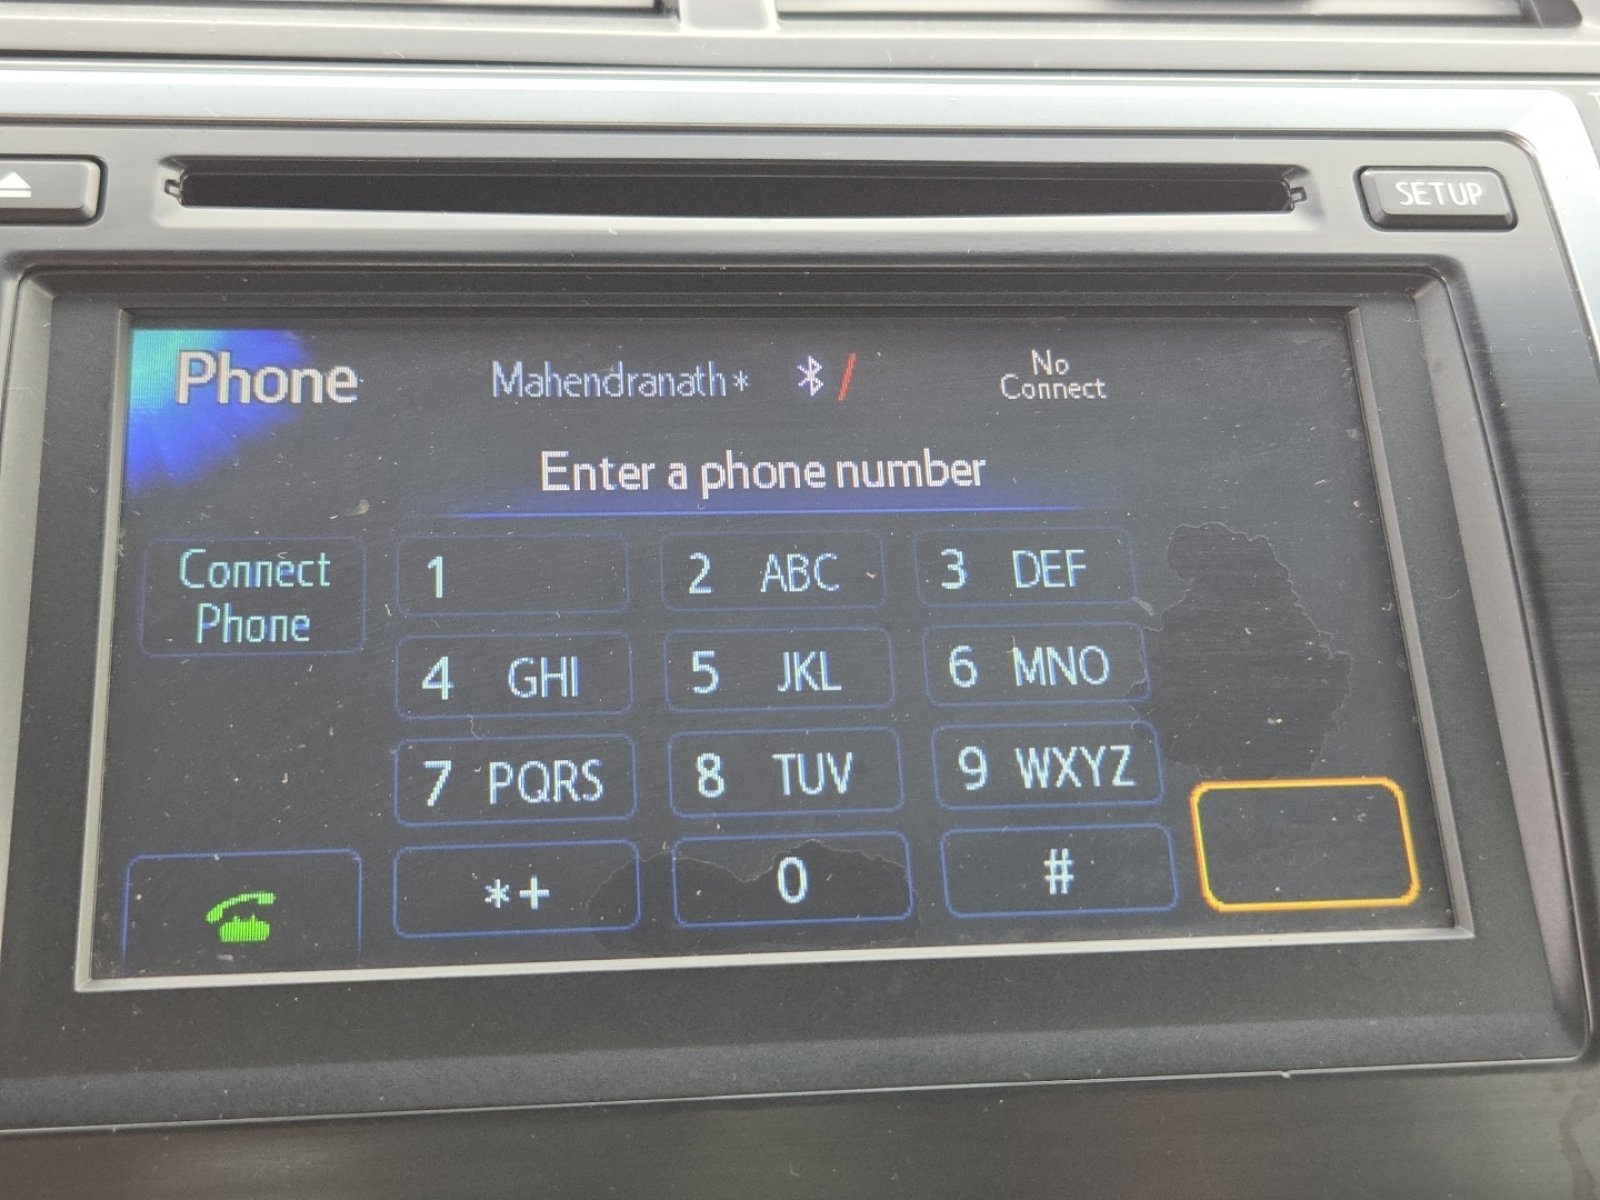 SETUP
Phone
Mahendranath*
No
Connect
Enter a phone number
Connect
Phone
1
2 ABC
3 DEF
4 GHI
5 JKL
6 MNO
7 PQRS
8 TUV
9 WXYZ
*+
0
#